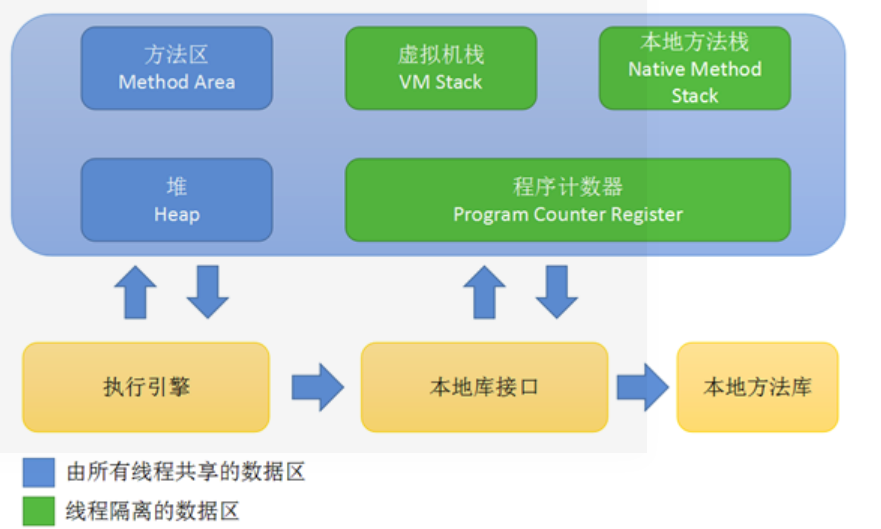 方法区
Method Area
虚拟机栈
VM Stack
本地方法栈
Native Method
Stack
堆
Heap
程序计数器
Program Counter Register
执行引擎
本地库接口
本地方法库
由所有线程共享的数据区
线程隔离的数据区